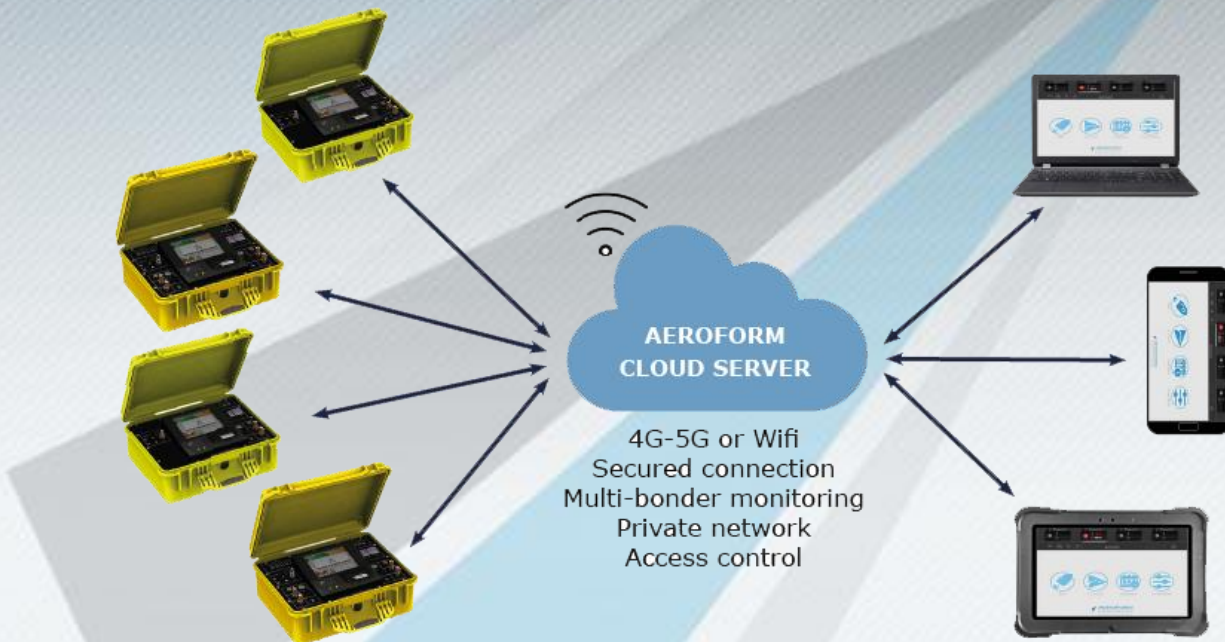 AEROFORM
CLOUD SERVER
4G-5G or Wifi
Secured connection
Multi-bonder monitoring
Private network
Access control